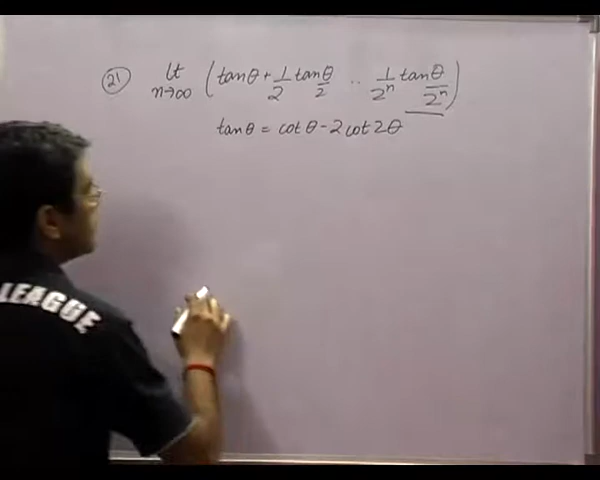 21 lt n→∞ (tanθ + 1/2 tan θ/2 .. 1/2ⁿ tan θ/2ⁿ)
tanθ = cotθ - 2cot2θ
LEAGUE